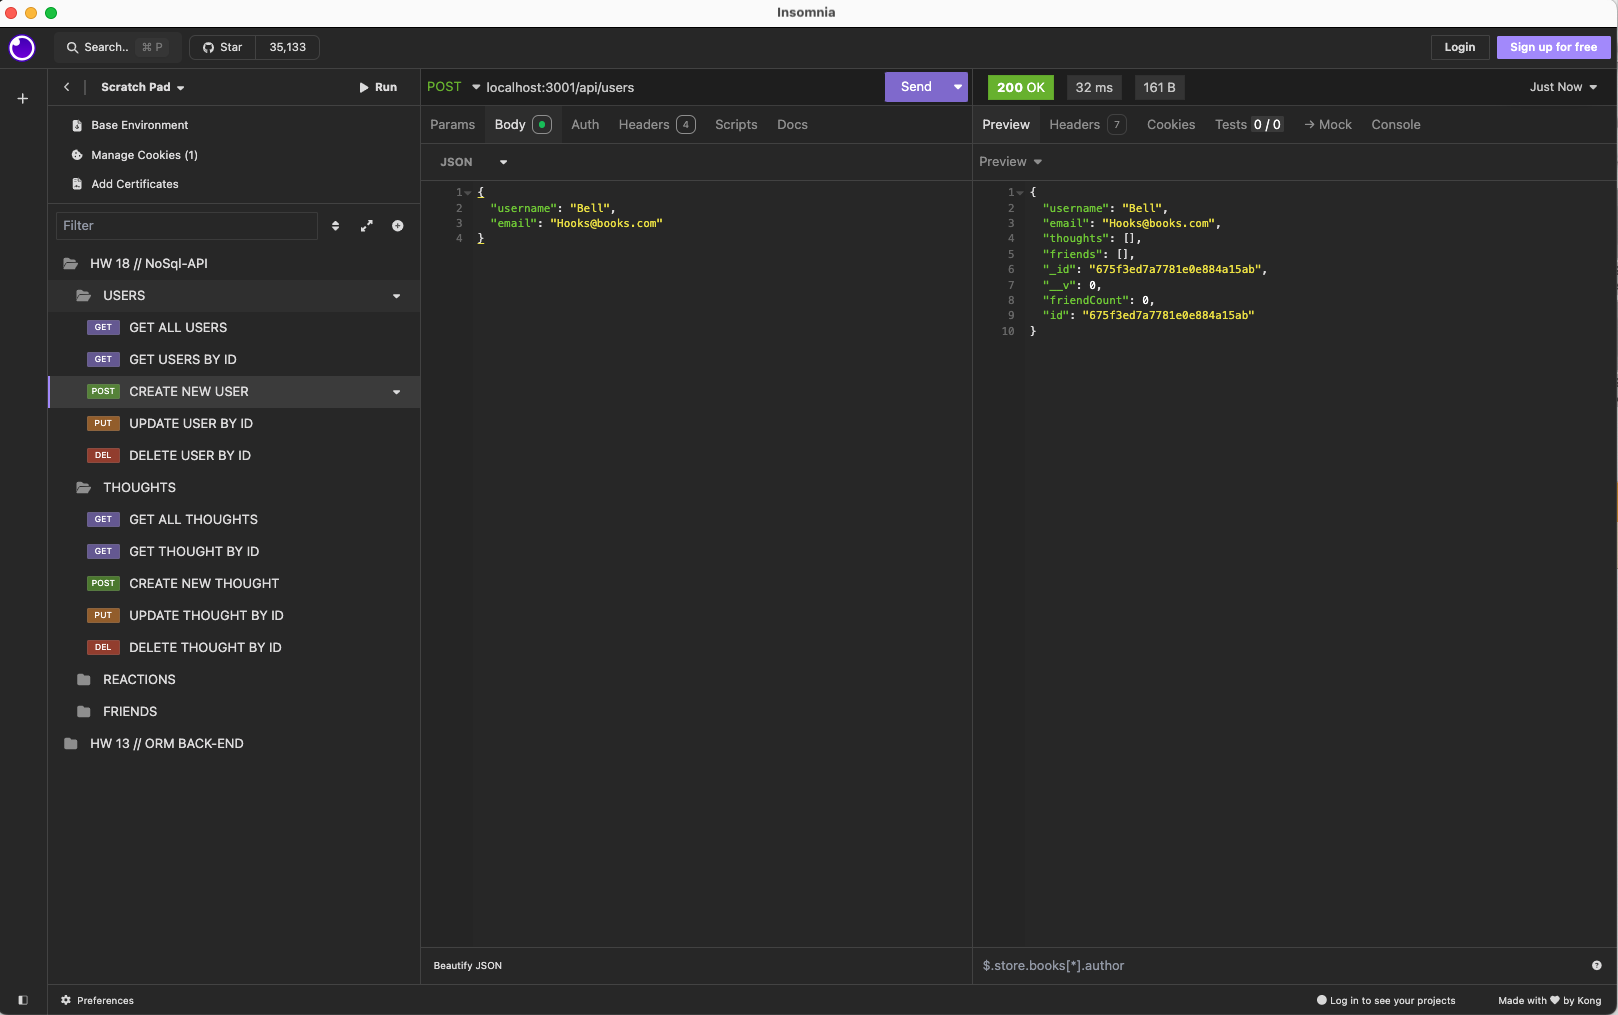 Insomnia
Search.. ⌘ P
Star 35,133
Login
Sign up for free
Scratch Pad
Run
Base Environment
Manage Cookies (1)
Add Certificates
Filter
HW 18 // NoSql-API
USERS
GET GET ALL USERS
GET GET USERS BY ID
POST CREATE NEW USER
PUT UPDATE USER BY ID
DEL DELETE USER BY ID
THOUGHTS
GET GET ALL THOUGHTS
GET GET THOUGHT BY ID
POST CREATE NEW THOUGHT
PUT UPDATE THOUGHT BY ID
DEL DELETE THOUGHT BY ID
REACTIONS
FRIENDS
HW 13 // ORM BACK-END
POST localhost:3001/api/users
Send
Params Body Auth Headers 4 Scripts Docs
JSON
1 {
2 "username": "Bell",
3 "email": "Hooks@books.com"
4 }
Beautify JSON
200 OK 32 ms 161 B
Just Now
Preview Headers 7 Cookies Tests 0 / 0 → Mock Console
Preview
1 {
2 "username": "Bell",
3 "email": "Hooks@books.com",
4 "thoughts": [],
5 "friends": [],
6 "_id": "675f3ed7a7781e0e884a15ab",
7 "__v": 0,
8 "friendCount": 0,
9 "id": "675f3ed7a7781e0e884a15ab"
10 }
$.store.books[*].author
Preferences
Log in to see your projects
Made with ♥ by Kong